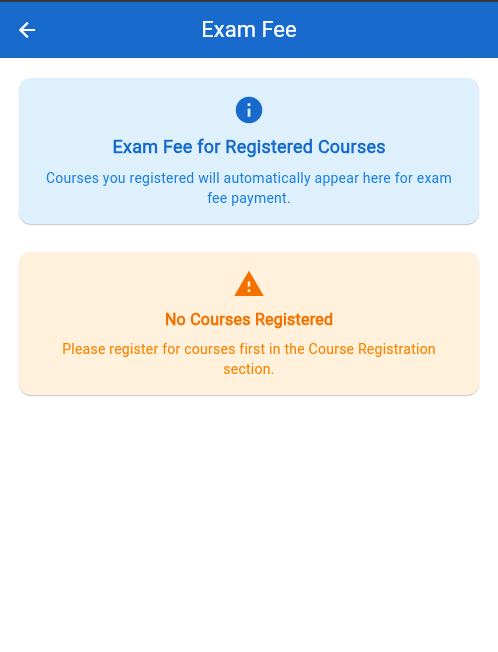 Exam Fee
Exam Fee for Registered Courses
Courses you registered will automatically appear here for exam
fee payment.
No Courses Registered
Please register for courses first in the Course Registration
section.